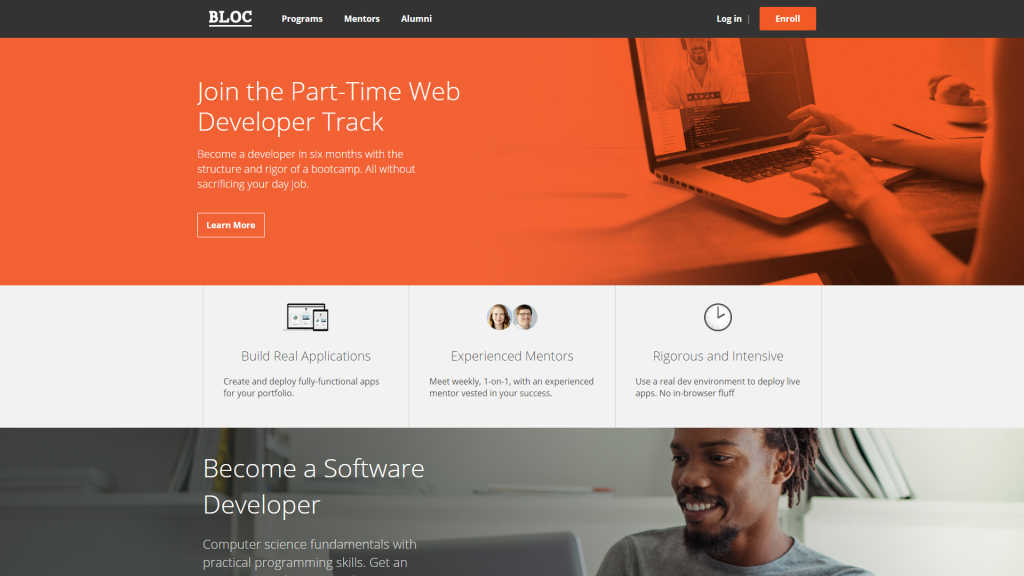 BLOC
Programs
Mentors
Alumni
Log in |
Enroll
Join the Part-Time Web
Developer Track
Become a developer in six months with the
structure and rigor of a bootcamp. All without
sacrificing your day job.
Learn More
Build Real Applications
Create and deploy fully-functional apps
for your portfolio.
Experienced Mentors
Meet weekly, 1-on-1, with an experienced
mentor vested in your success.
Rigorous and Intensive
Use a real dev environment to deploy live
apps. No in-browser fluff
Become a Software
Developer
Computer science fundamentals with
practical programming skills. Get an